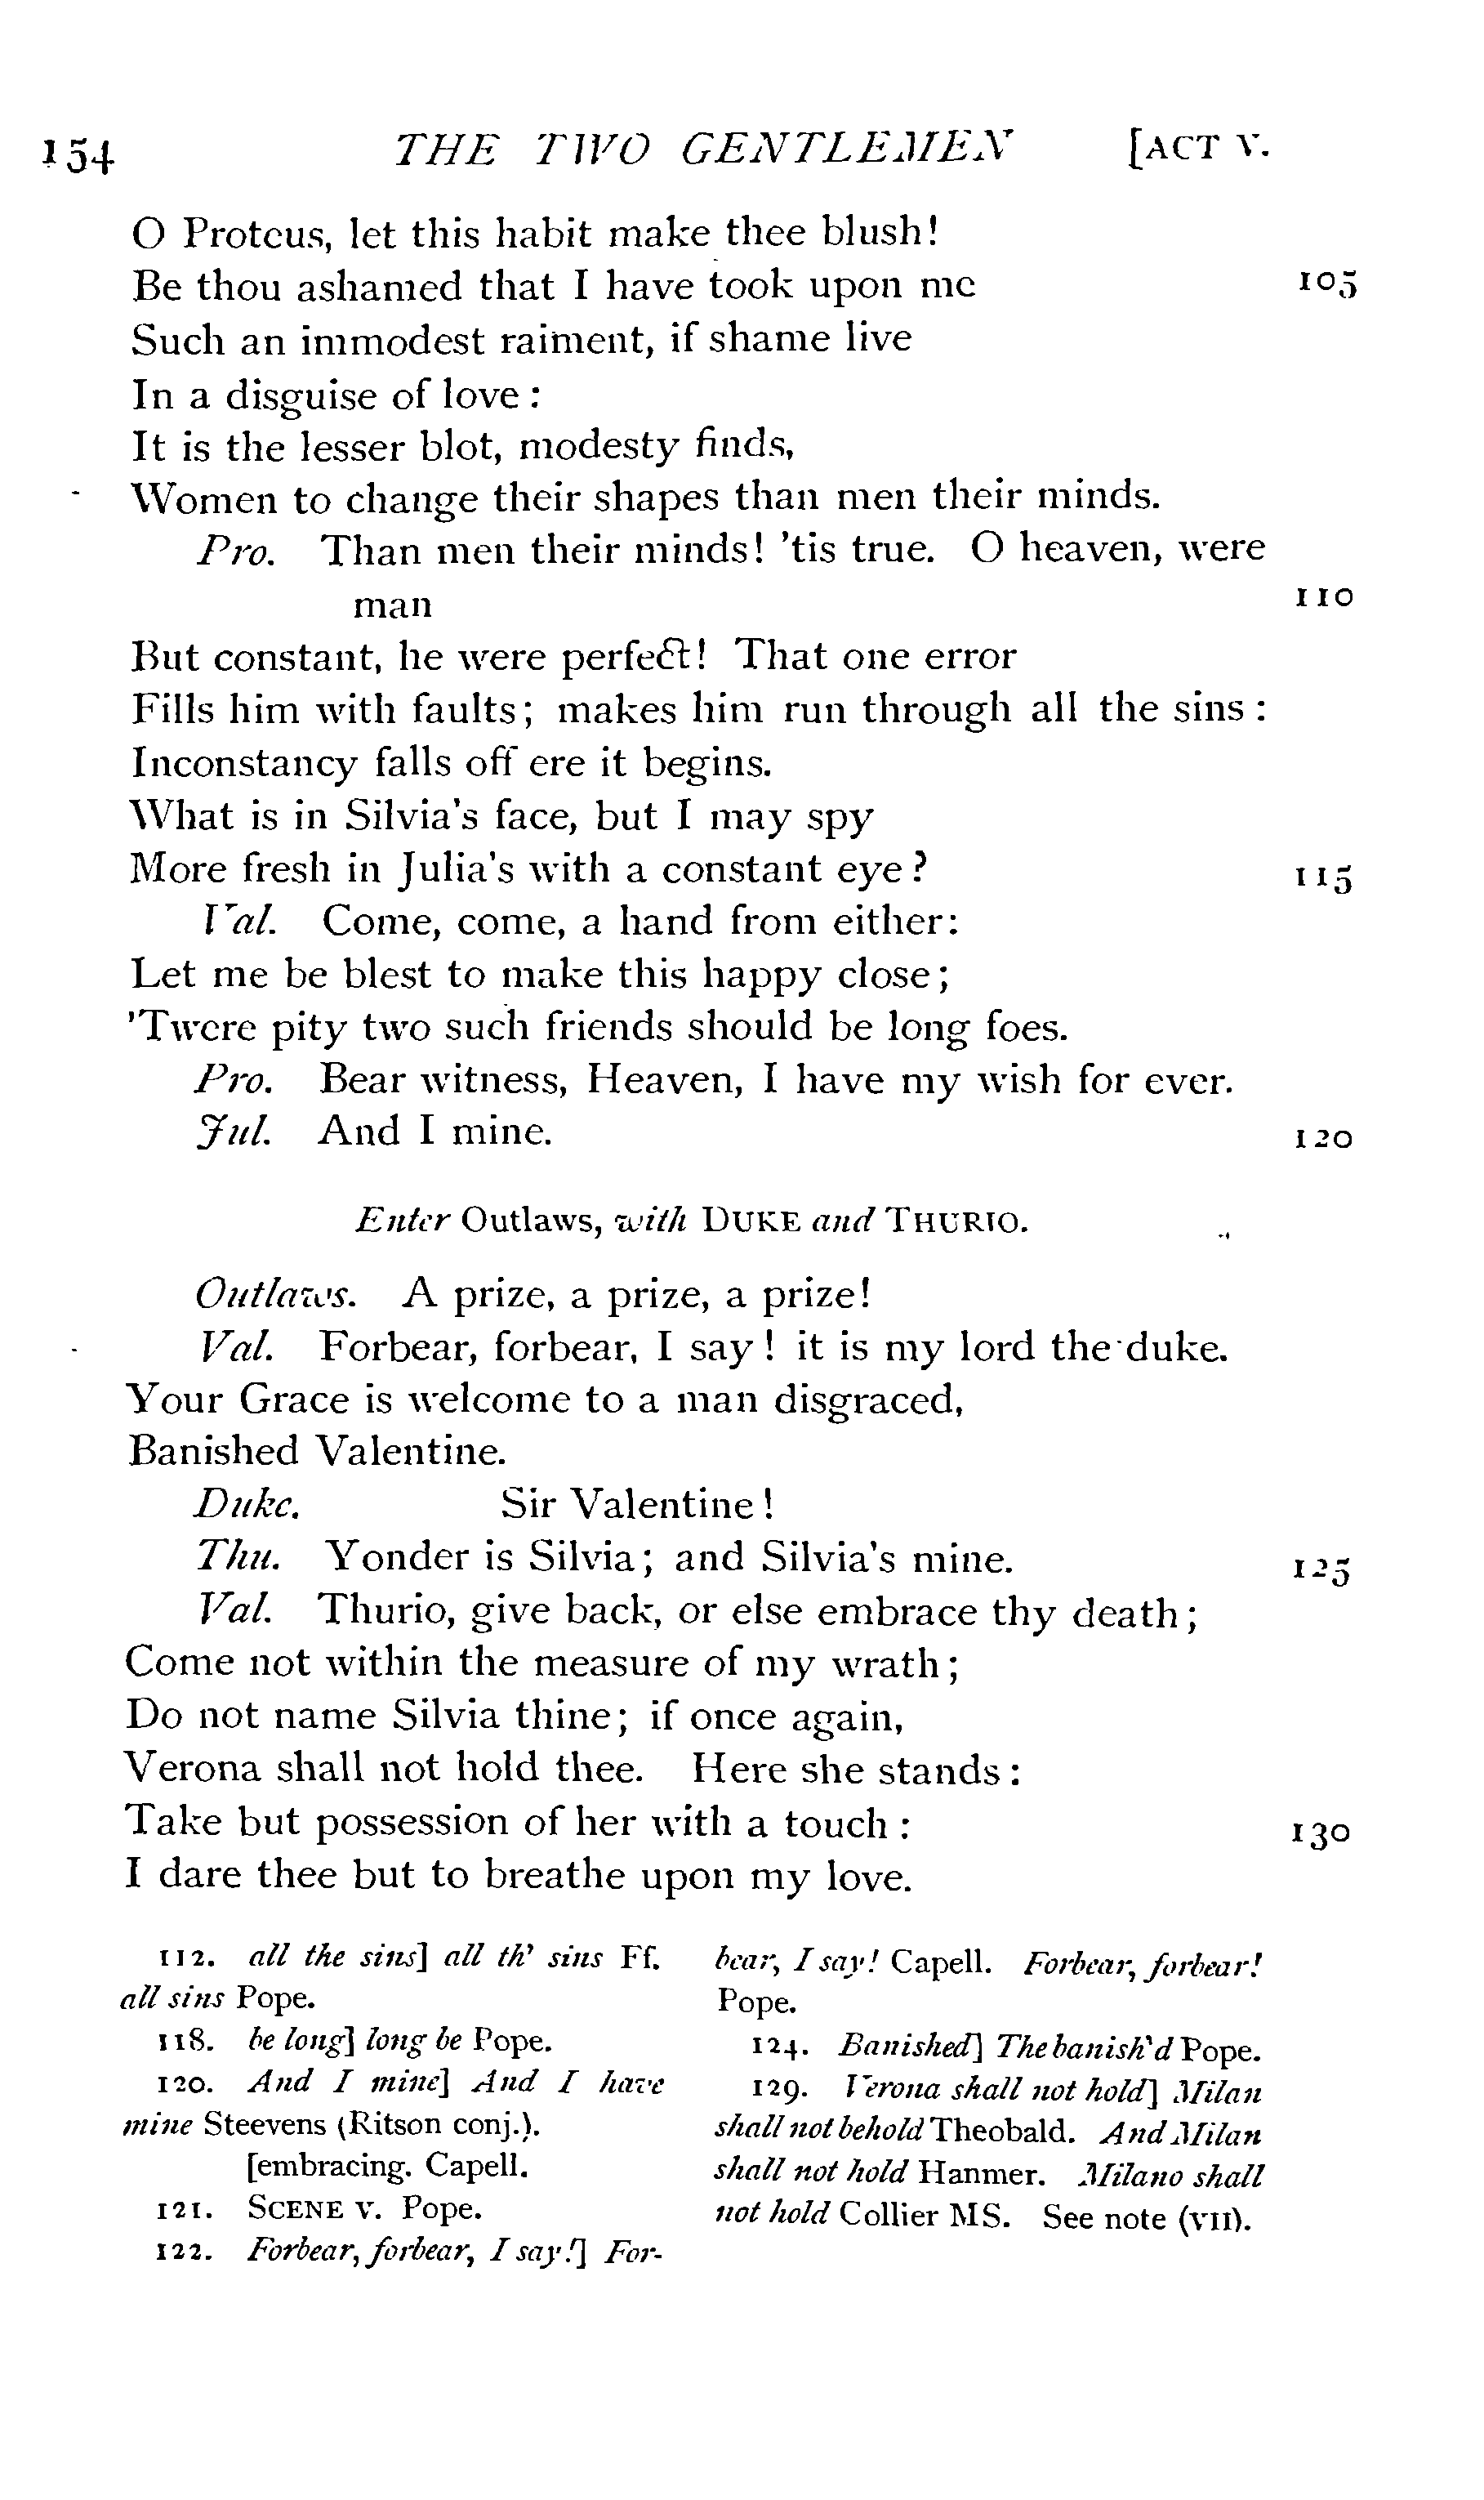 154 THE TWO GENTLEMEN [ACT V.
O Proteus, let this habit make thee blush!
Be thou ashamed that I have took upon me 105
Such an immodest raiment, if shame live
In a disguise of love :
It is the lesser blot, modesty finds,
Women to change their shapes than men their minds.
Pro. Than men their minds! 'tis true. O heaven, were
man 110
But constant, he were perfect! That one error
Fills him with faults; makes him run through all the sins :
Inconstancy falls off ere it begins.
What is in Silvia's face, but I may spy
More fresh in Julia's with a constant eye? 115
Val. Come, come, a hand from either:
Let me be blest to make this happy close;
'Twere pity two such friends should be long foes.
Pro. Bear witness, Heaven, I have my wish for ever.
Jul. And I mine. 120
Enter Outlaws, with DUKE and THURIO.
Outlaws. A prize, a prize, a prize!
Val. Forbear, forbear, I say! it is my lord the duke.
Your Grace is welcome to a man disgraced,
Banished Valentine.
Duke. Sir Valentine!
Thu. Yonder is Silvia; and Silvia's mine. 125
Val. Thurio, give back, or else embrace thy death;
Come not within the measure of my wrath;
Do not name Silvia thine; if once again,
Verona shall not hold thee. Here she stands :
Take but possession of her with a touch : 130
I dare thee but to breathe upon my love.
112. all the sins] all th' sins Ff.
all sins Pope.
118. be long] long be Pope.
120. And I mine] And I have
mine Steevens (Ritson conj.).
[embracing. Capell.
121. SCENE V. Pope.
122. Forbear, forbear, I say!] For-
bear, I say! Capell. Forbear, forbear!
Pope.
124. Banished] The banish'd Pope.
129. Verona shall not hold] Milan
shall not behold Theobald. And Milan
shall not hold Hanmer. Milano shall
not hold Collier MS. See note (VII).